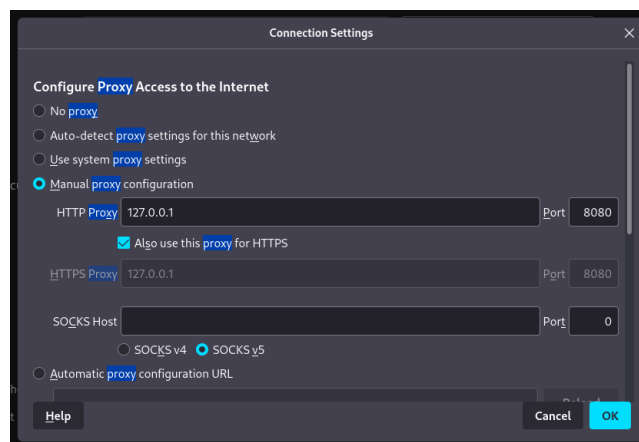 Connection Settings
Configure Proxy Access to the Internet
No proxy
Auto-detect proxy settings for this network
Use system proxy settings
Manual proxy configuration
HTTP Proxy 127.0.0.1 Port 8080
Also use this proxy for HTTPS
HTTPS Proxy 127.0.0.1 Port 8080
SOCKS Host Port 0
SOCKS v4 SOCKS v5
Automatic proxy configuration URL
Help Cancel OK